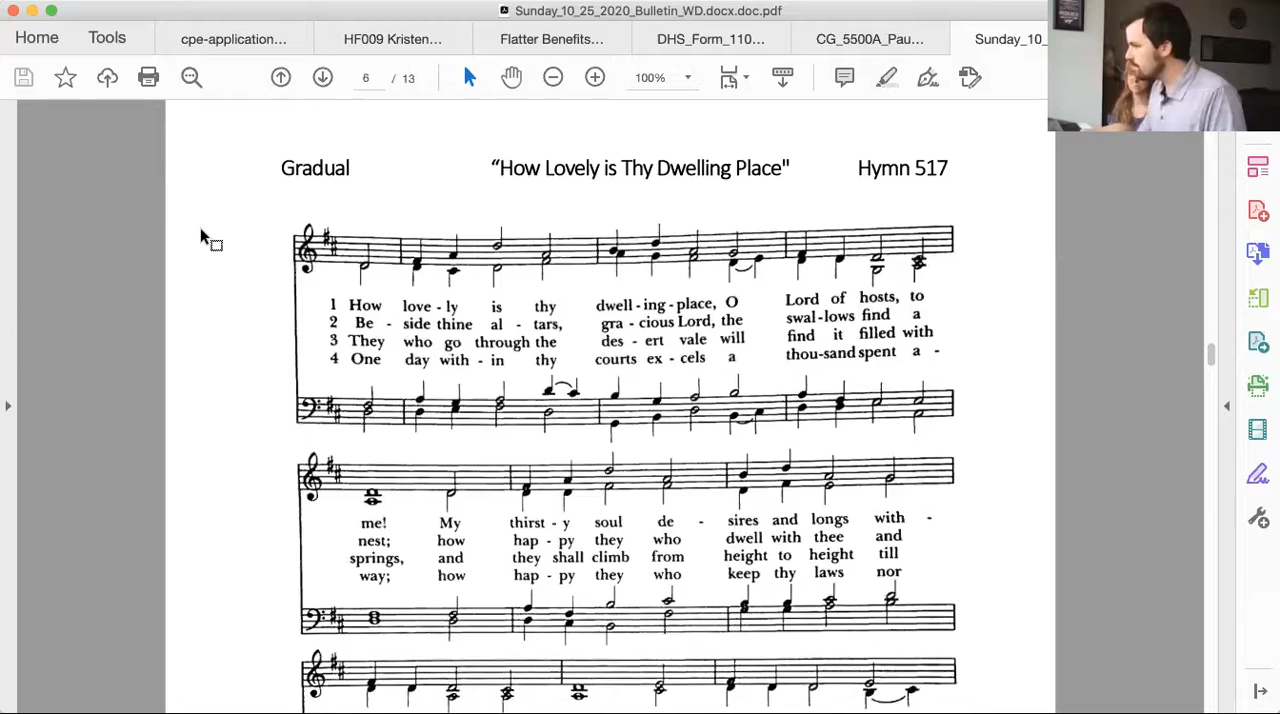 Sunday_10_25_2020_Bulletin_WD.docx.doc.pdf
Home Tools cpe-application... HF009 Kristen Flatter Benefits... DHS_Form_110... CG_5500A_Pau... Sunday_10_
6 / 13 100%
Gradual “How Lovely is Thy Dwelling Place" Hymn 517
1 How love - ly is thy dwell - ing - place, O Lord of hosts, to
2 Be - side thine al - tars, gra - cious Lord, the swal - lows find a
3 They who go through the des - ert vale will find it filled with
4 One day with - in thy courts ex - cels a thou - sand spent a -
me! My thirst - y soul de - sires and longs with -
nest; how hap - py they who dwell with thee and
springs, and they shall climb from height to height till
way; how hap - py they who keep thy laws nor